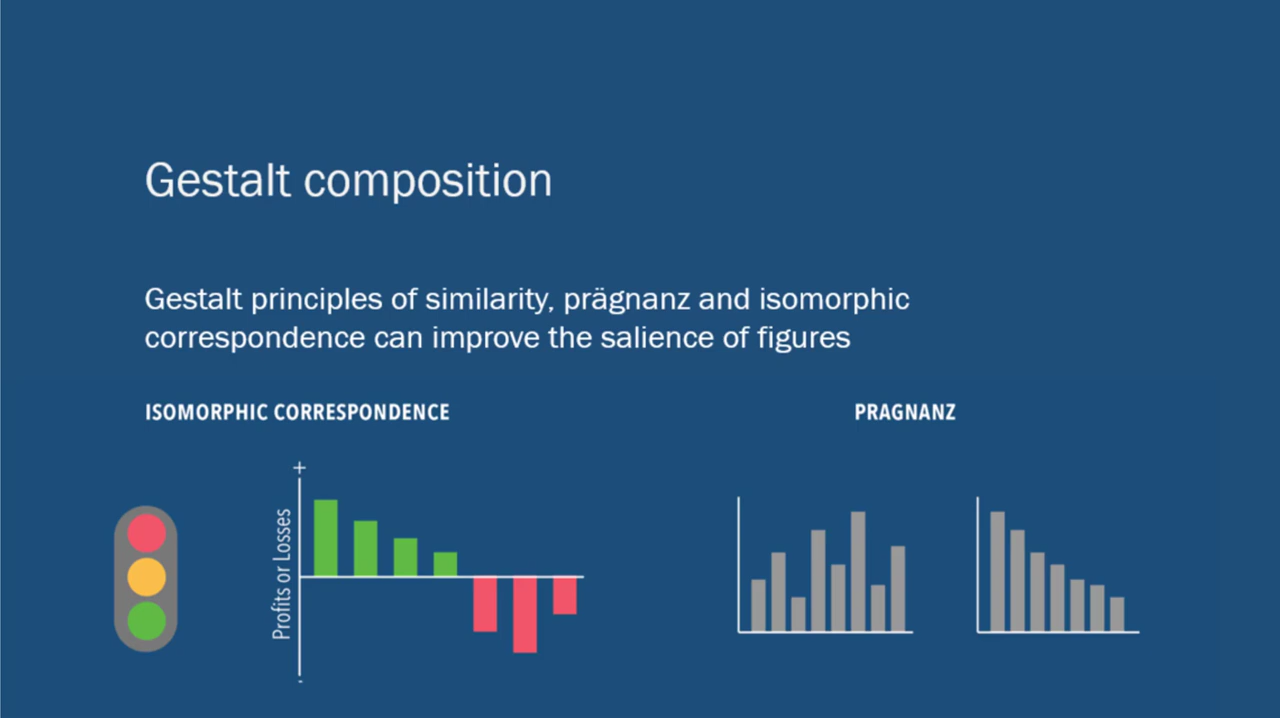 Gestalt composition
Gestalt principles of similarity, prägnanz and isomorphic
correspondence can improve the salience of figures
ISOMORPHIC CORRESPONDENCE
PRAGNANZ
+
Profits or Losses
-